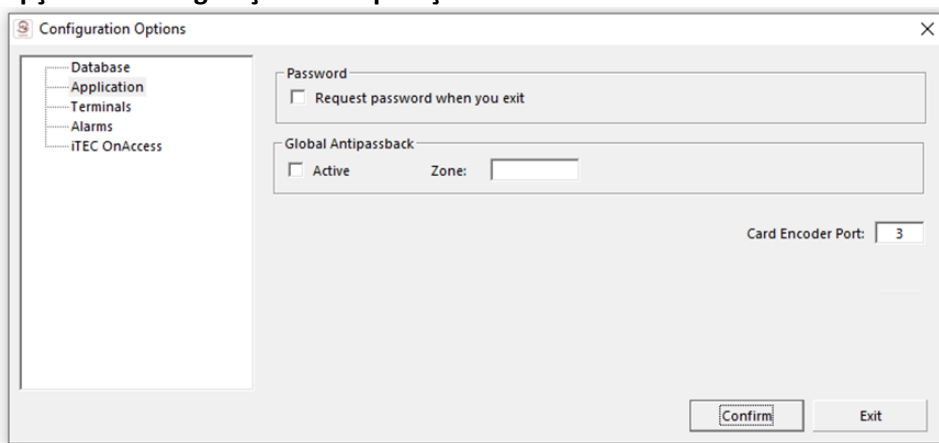 Configuration Options
Database
Application
Terminals
Alarms
iTEC OnAccess
Password
Request password when you exit
Global Antipassback
Active Zone:
Card Encoder Port: 3
Confirm Exit